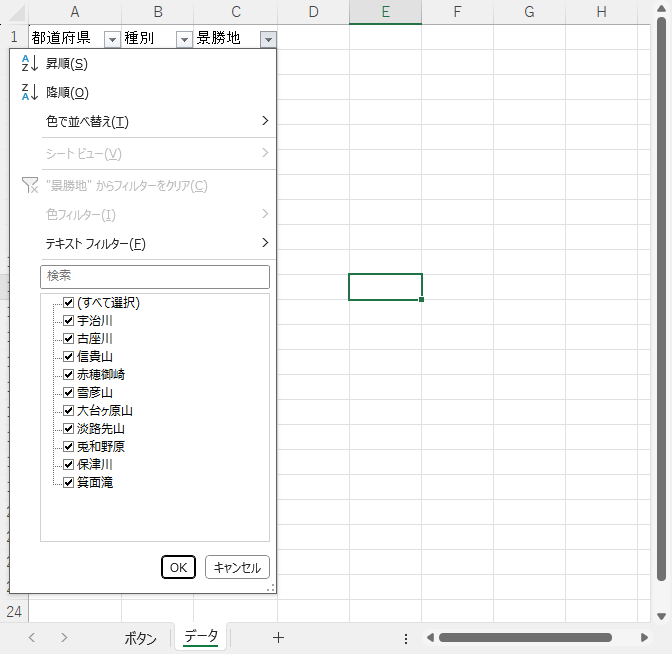 A B C D E F G H
1 都道府県 種別 景勝地
昇順(S)
降順(O)
色で並べ替え(T)
シート ビュー(V)
"景勝地" からフィルターをクリア(C)
色フィルター(I)
テキスト フィルター(F)
検索
(すべて選択)
宇治川
古座川
信貴山
赤穂御崎
雪彦山
大台ヶ原山
淡路先山
兎和野原
保津川
箕面滝
OK キャンセル
24
ボタン データ